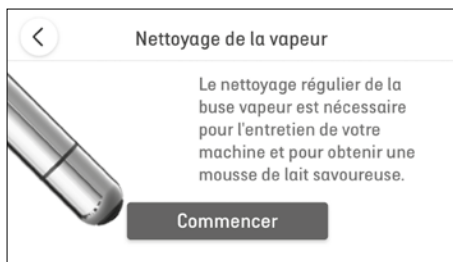 Nettoyage de la vapeur
Le nettoyage régulier de la
buse vapeur est nécessaire
pour l'entretien de votre
machine et pour obtenir une
mousse de lait savoureuse.
Commencer